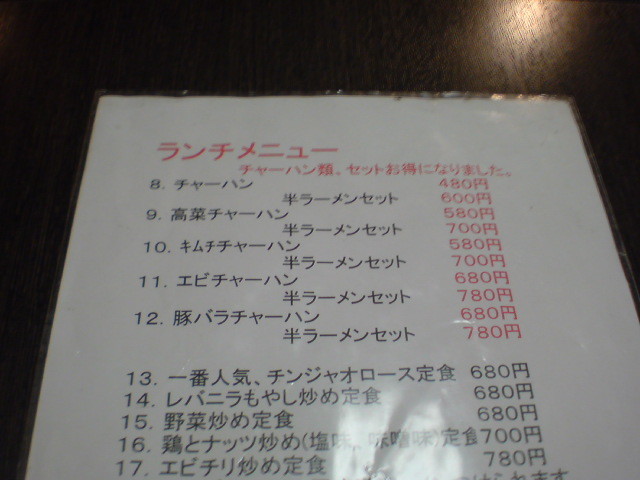 ランチメニュー
チャーハン類、セットお得になりました。
8. チャーハン 480円
半ラーメンセット 600円
9. 高菜チャーハン 580円
半ラーメンセット 700円
10. キムチチャーハン 580円
半ラーメンセット 700円
11. エビチャーハン 680円
半ラーメンセット 780円
12. 豚バラチャーハン 680円
半ラーメンセット 780円
13. 一番人気、チンジャオロース定食 680円
14. レバニラもやし炒め定食 680円
15. 野菜炒め定食 680円
16. 鶏とナッツ炒め(塩味、味噌味)定食 700円
17. エビチリ炒め定食 780円